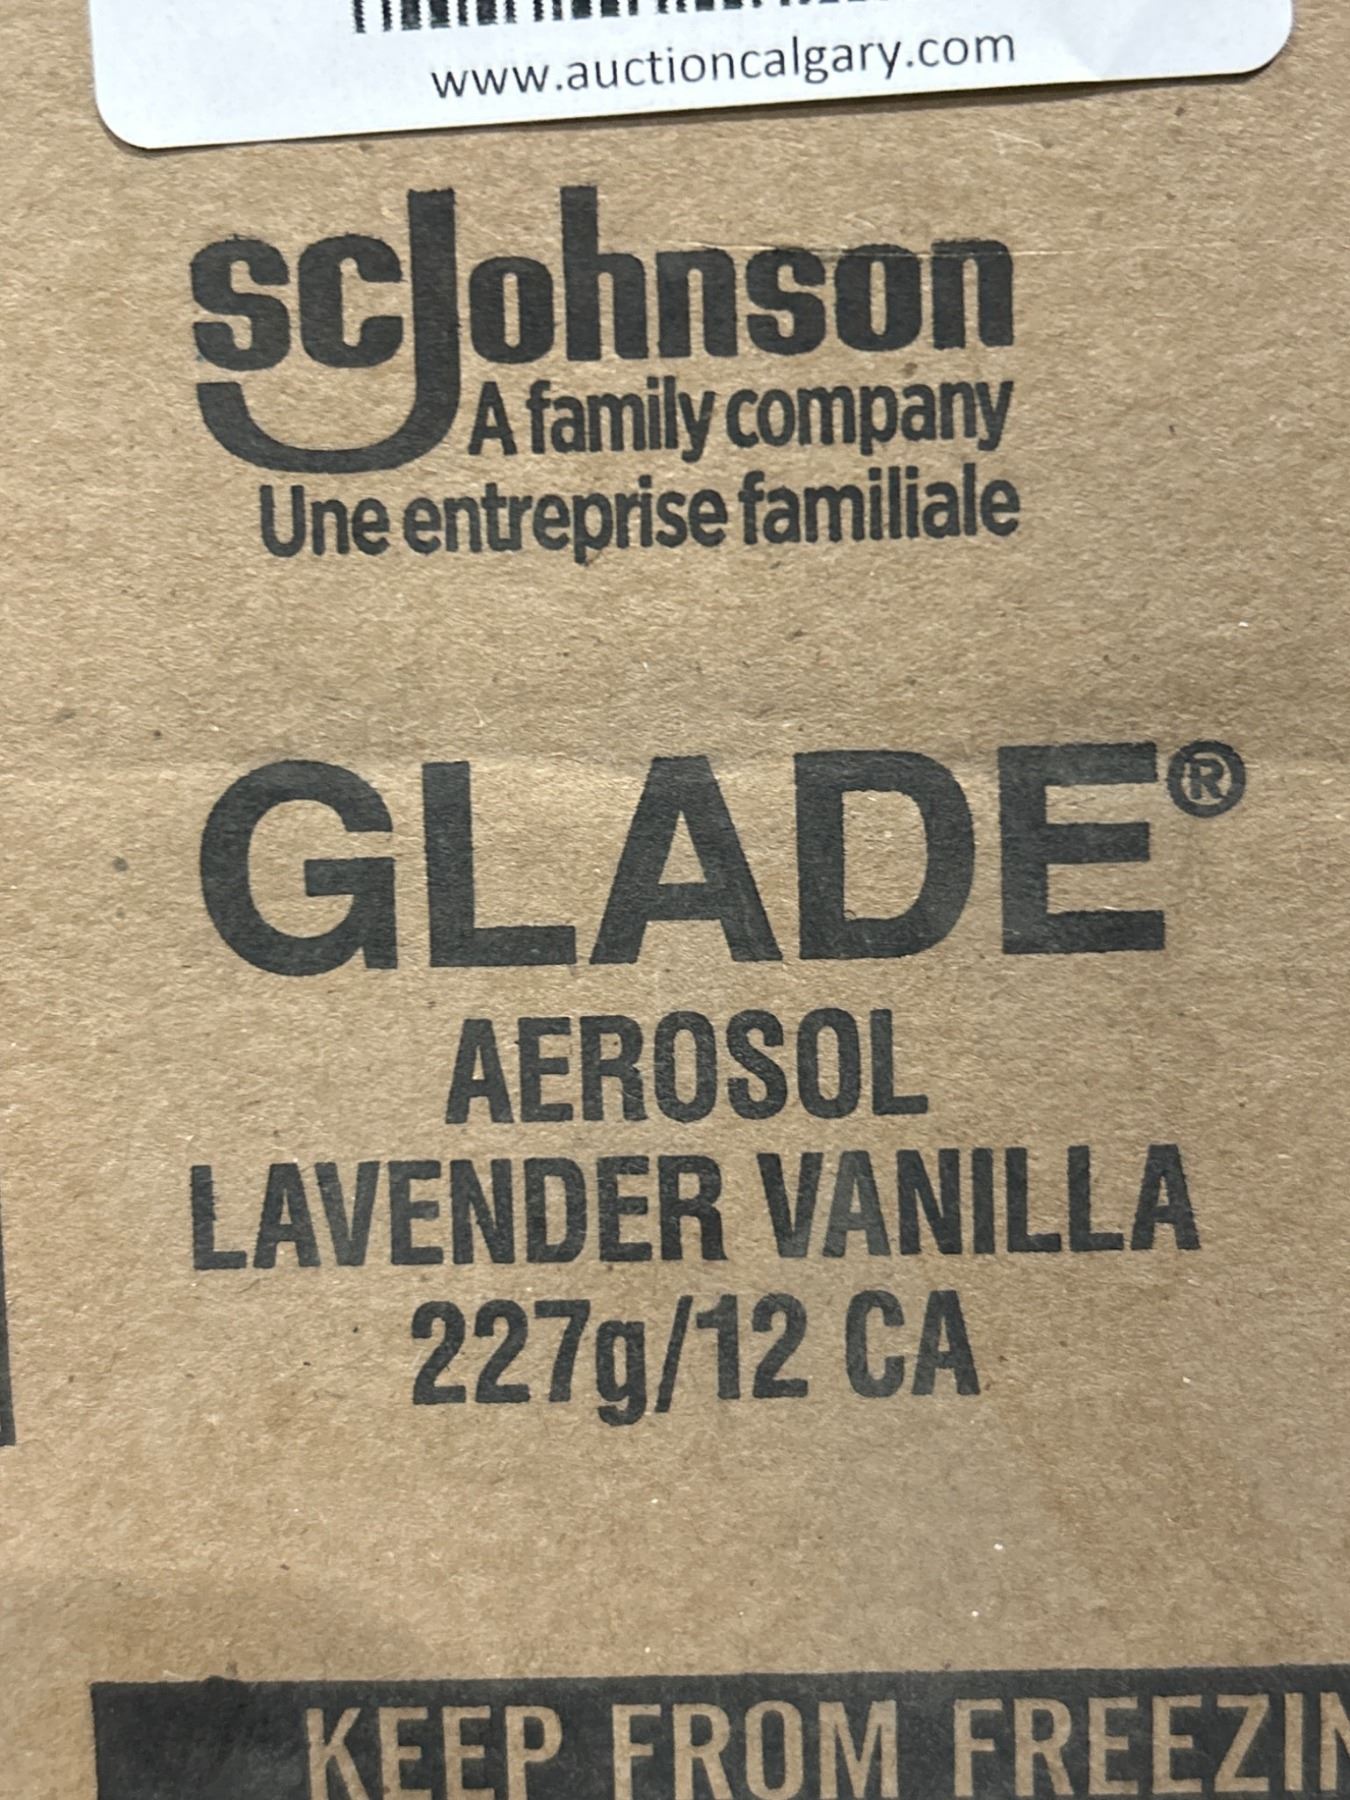 www.auctioncalgary.com
scJohnson
A family company
Une entreprise familiale
GLADE®
AEROSOL
LAVENDER VANILLA
227g/12 CA
KEEP FROM FREEZIN